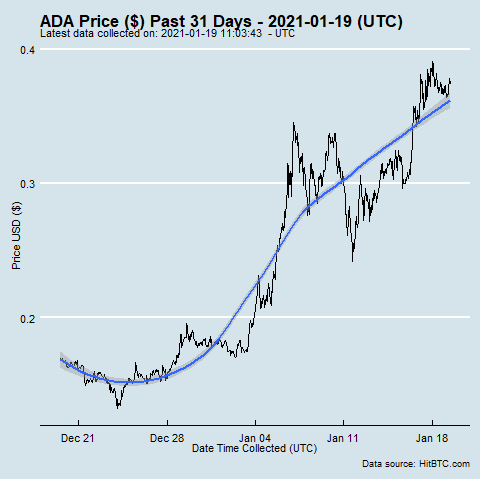 ADA Price ($) Past 31 Days - 2021-01-19 (UTC)
Latest data collected on: 2021-01-19 11:03:43 - UTC
0.4
0.3
0.2
Price USD ($)
Dec 21 Dec 28 Jan 04 Jan 11 Jan 18
Date Time Collected (UTC)
Data source: HitBTC.com